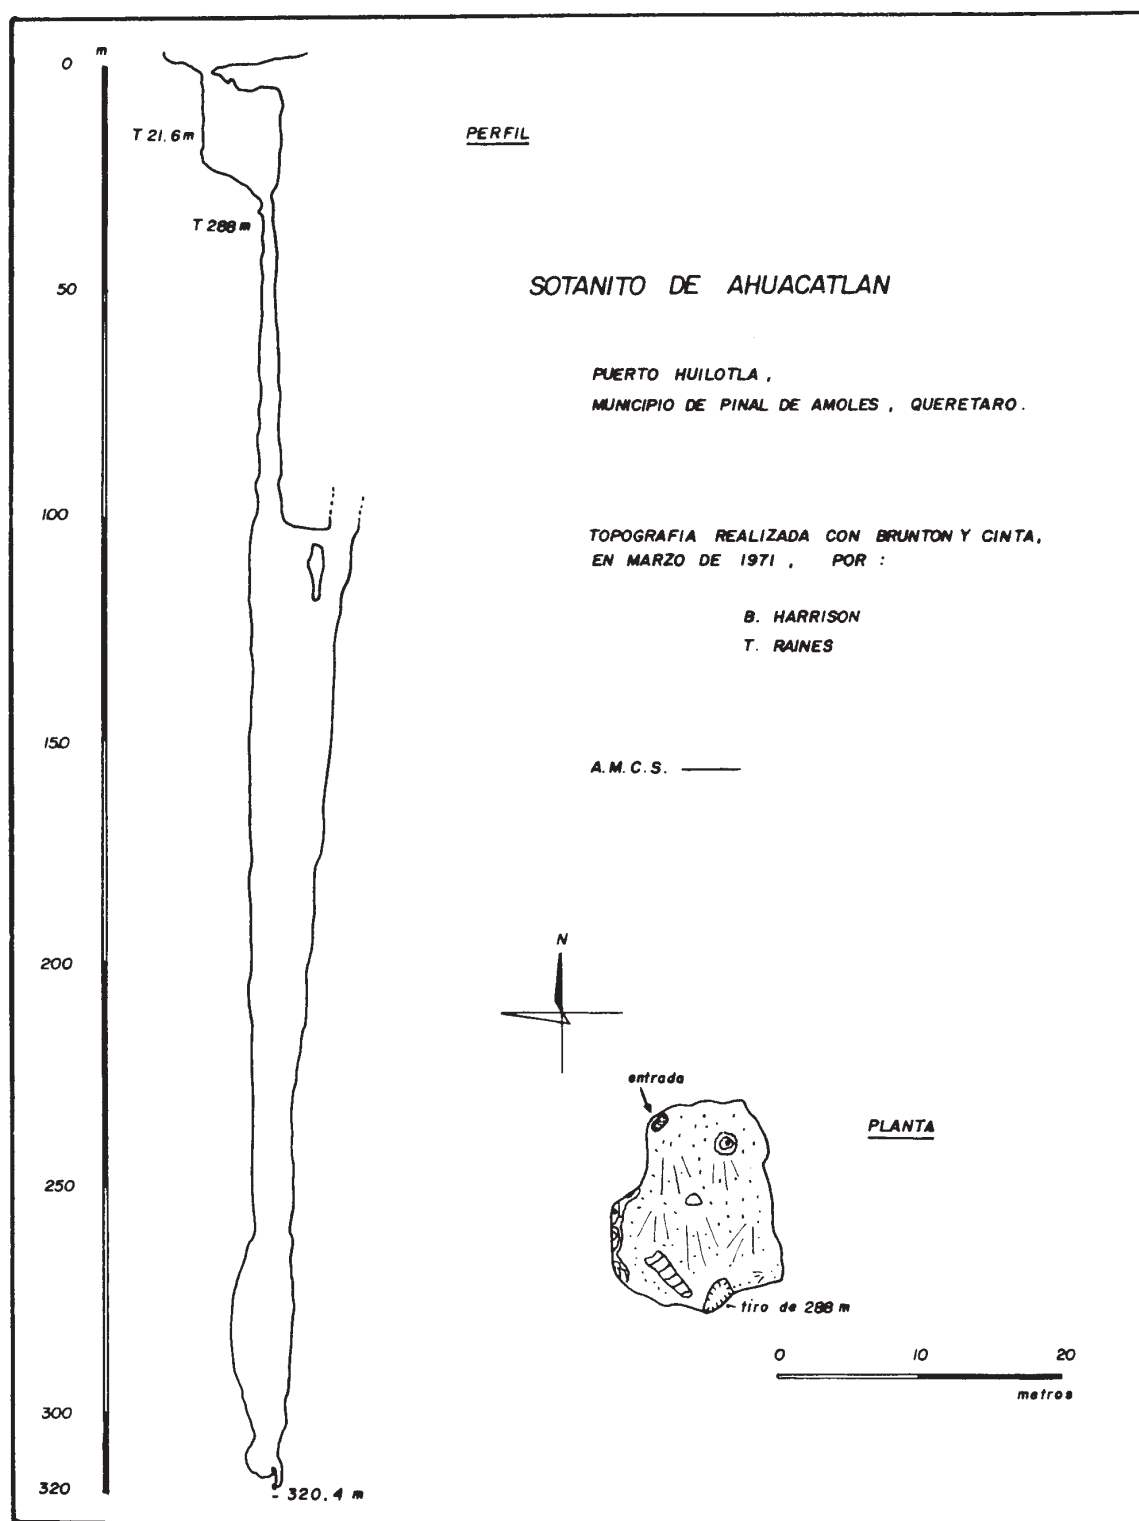 m
0
T 21.6 m
PERFIL
T 288 m
50
SOTANITO DE AHUACATLAN
PUERTO HUILOTLA ,
MUNICIPIO DE PINAL DE AMOLES , QUERETARO .
100
TOPOGRAFIA REALIZADA CON BRUNTON Y CINTA,
EN MARZO DE 1971 , POR :
B. HARRISON
T. RAINES
150
A.M.C.S.
200
N
entrada
PLANTA
250
tiro de 288 m
0 10 20
metros
300
320
- 320.4 m